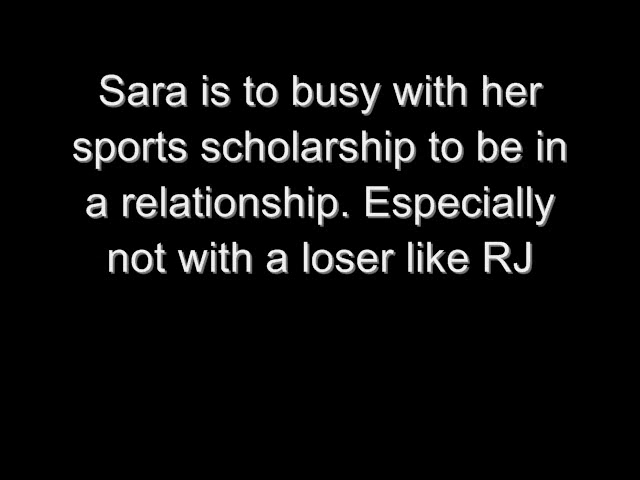 Sara is to busy with her
sports scholarship to be in
a relationship. Especially
not with a loser like RJ